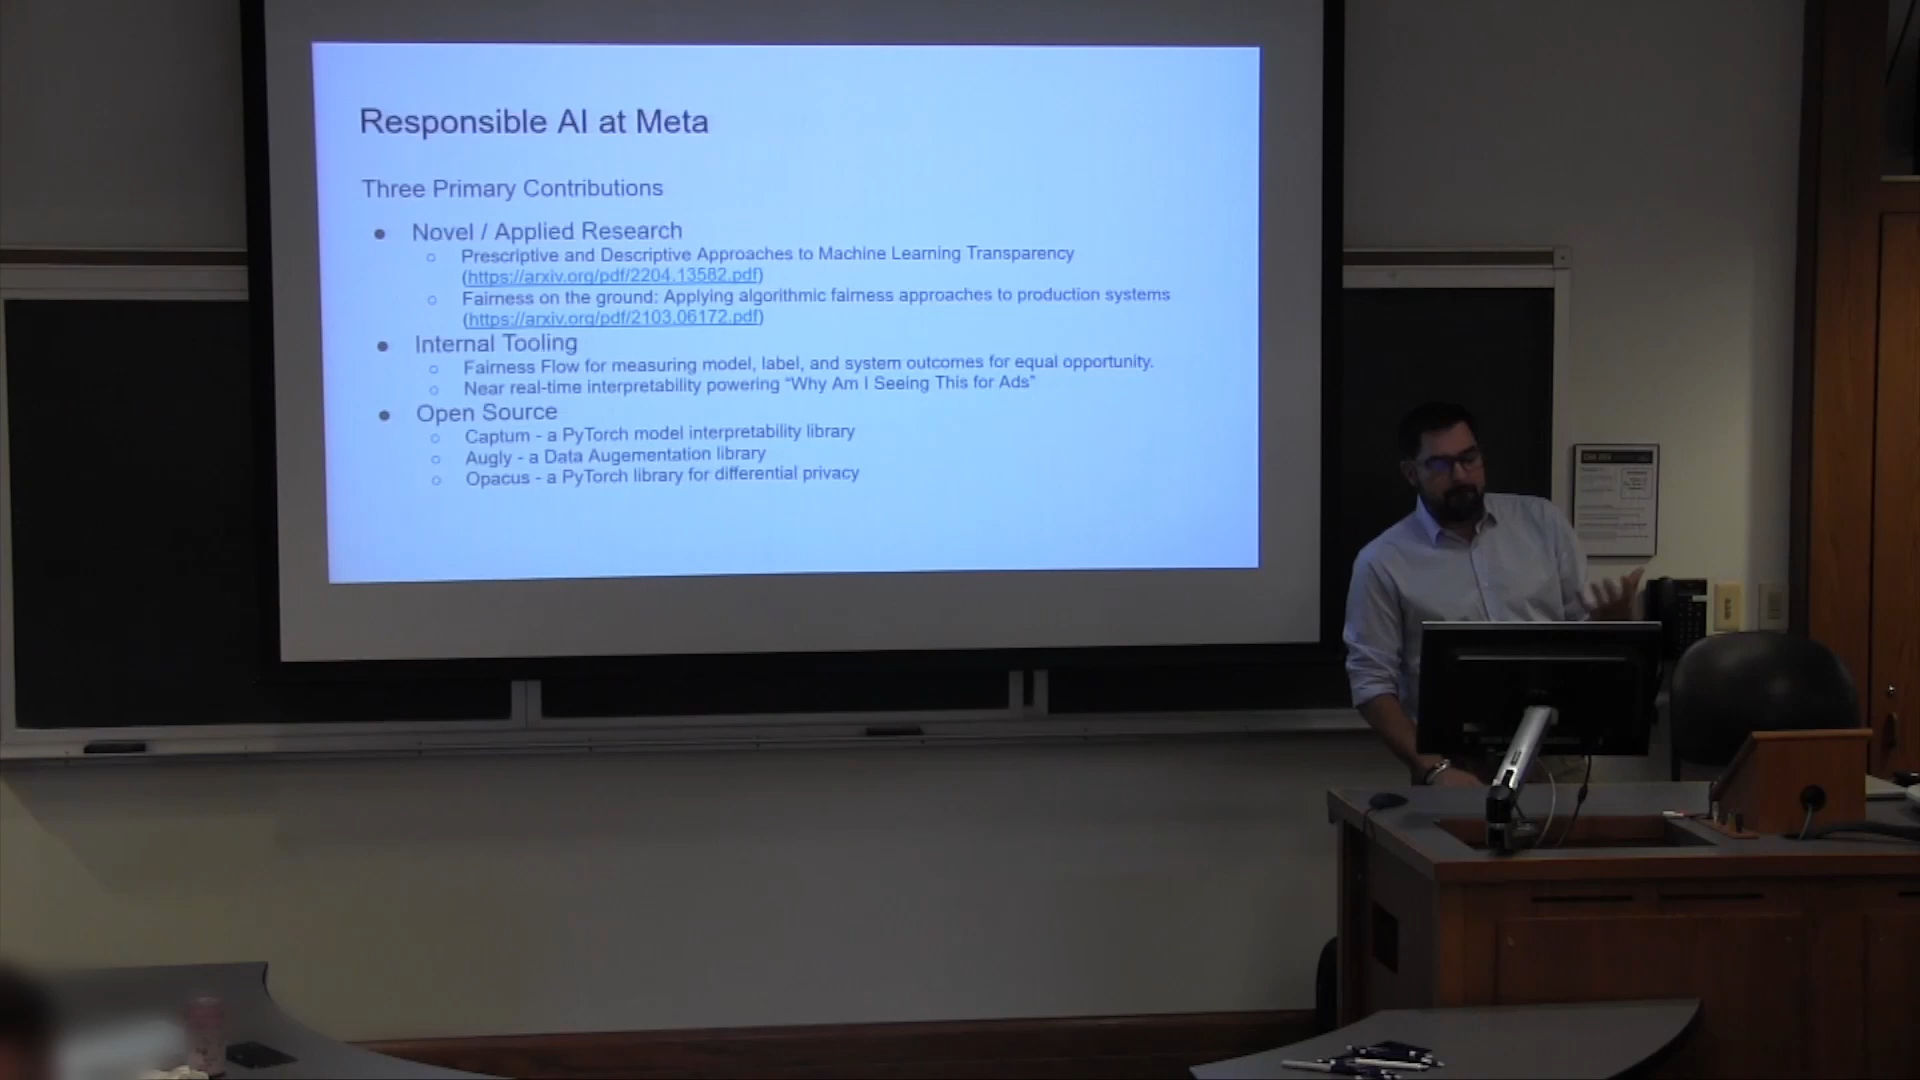 Responsible AI at Meta
Three Primary Contributions
● Novel / Applied Research
○ Prescriptive and Descriptive Approaches to Machine Learning Transparency
(https://arxiv.org/pdf/2204.13582.pdf)
○ Fairness on the ground: Applying algorithmic fairness approaches to production systems
(https://arxiv.org/pdf/2103.06172.pdf)
● Internal Tooling
○ Fairness Flow for measuring model, label, and system outcomes for equal opportunity.
○ Near real-time interpretability powering “Why Am I Seeing This for Ads”
● Open Source
○ Captum - a PyTorch model interpretability library
○ Augly - a Data Augementation library
○ Opacus - a PyTorch library for differential privacy